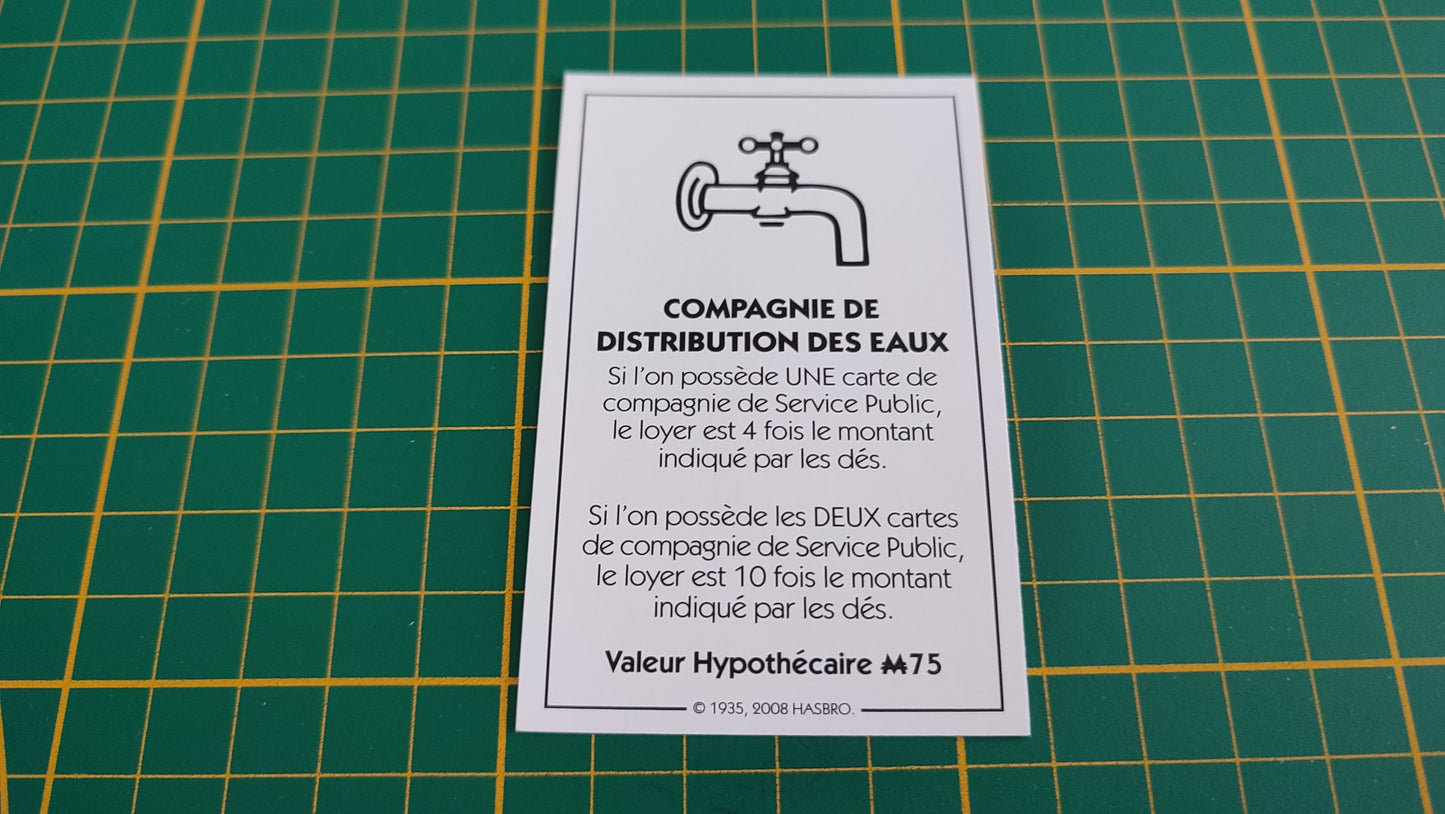 COMPAGNIE DE
DISTRIBUTION DES EAUX
Si l'on possède UNE carte de
compagnie de Service Public,
le loyer est 4 fois le montant
indiqué par les dés.
Si l'on possède les DEUX cartes
de compagnie de Service Public,
le loyer est 10 fois le montant
indiqué par les dés.
Valeur Hypothécaire ₩75
© 1935, 2008 HASBRO.